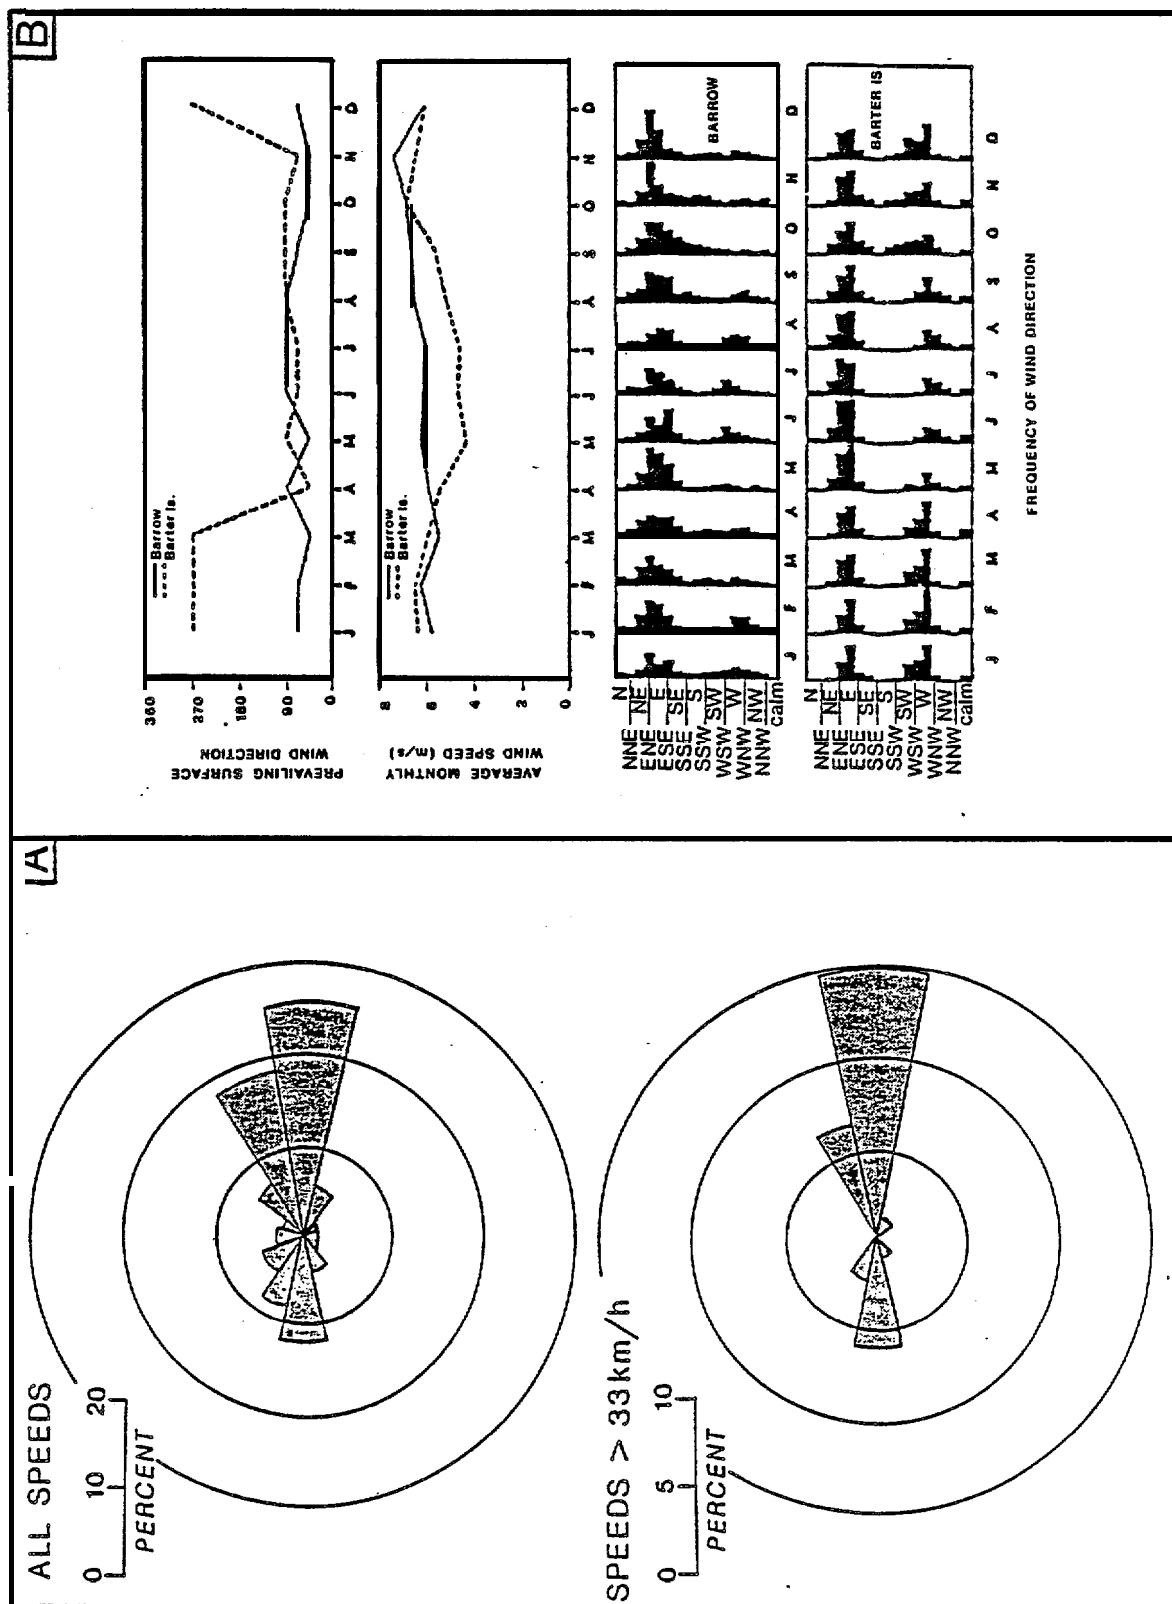 A
ALL SPEEDS
0 10 20
PERCENT
SPEEDS > 33km/h
0 5 10
PERCENT
B
PREVAILING SURFACE
WIND DIRECTION
360
270
180
90
0
Barrow
Barter Is.
J F M A M J J A S O N D
AVERAGE MONTHLY
WIND SPEED (m/s)
8
6
4
2
0
Barrow
Barter Is.
J F M A M J J A S O N D
N
NNE
NE
ENE
E
ESE
SE
SSE
S
SSW
SW
WSW
W
WNW
NW
NNW
calm
BARROW
J F M A M J J A S O N D
N
NNE
NE
ENE
E
ESE
SE
SSE
S
SSW
SW
WSW
W
WNW
NW
NNW
calm
BARTER IS
J F M A M J J A S O N D
FREQUENCY OF WIND DIRECTION